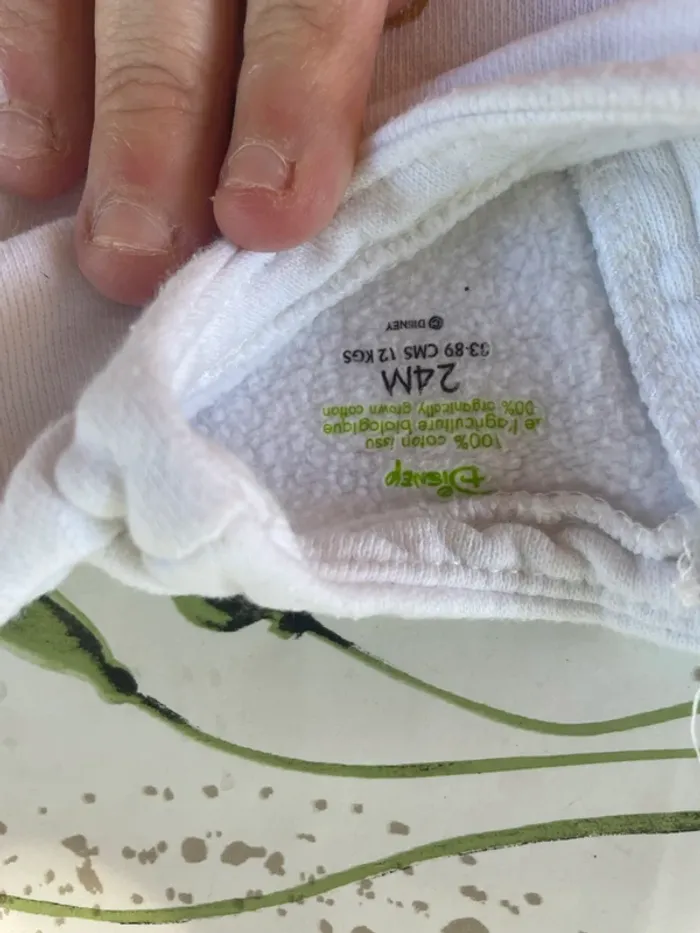 Disney
100% coton issu
de l'agriculture biologique
100% organically grown cotton
24M
83-89 CMS 12 KGS
© DISNEY